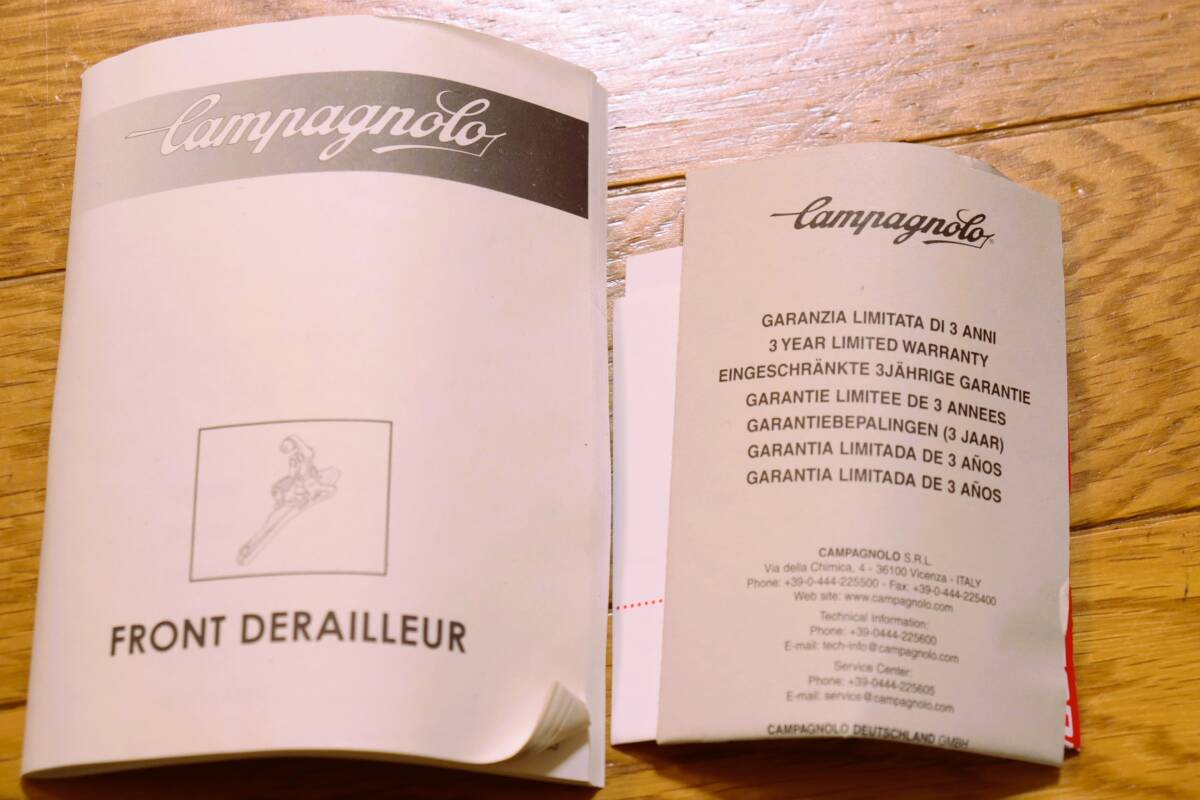 Campagnolo
FRONT DERAILLEUR
Campagnolo
GARANZIA LIMITATA DI 3 ANNI
3 YEAR LIMITED WARRANTY
EINGESCHRÄNKTE 3JÄHRIGE GARANTIE
GARANTIE LIMITEE DE 3 ANNEES
GARANTIEBEPALINGEN (3 JAAR)
GARANTIA LIMITADA DE 3 AÑOS
GARANTIA LIMITADA DE 3 AÑOS
CAMPAGNOLO S.R.L.
Via della Chimica, 4 - 36100 Vicenza - ITALY
Phone: +39-0-444-225500 - Fax: +39-0-444-225400
Web site: www.campagnolo.com
Technical Information:
Phone: +39-0444-225600
E-mail: tech-info@campagnolo.com
Service Center:
Phone: +39-0444-225605
E-mail: service@campagnolo.com
CAMPAGNOLO DEUTSCHLAND GMBH